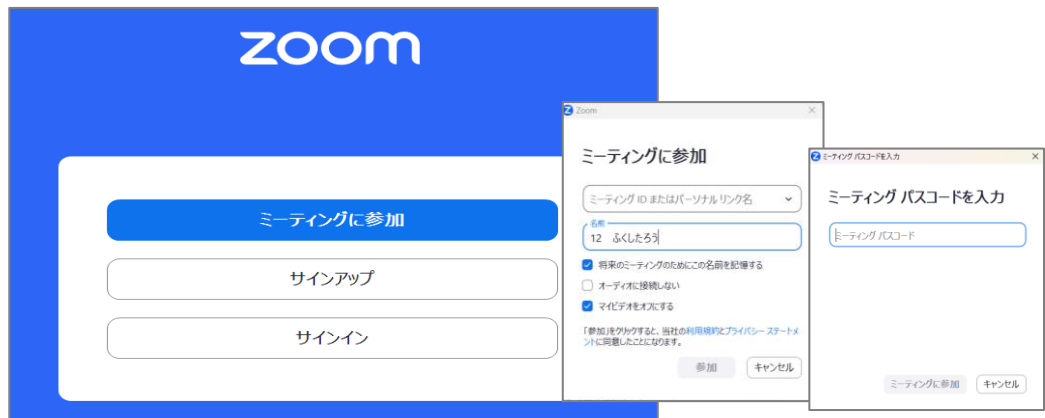 zoom
ミーティングに参加
サインアップ
サインイン
Zoom
ミーティングに参加
ミーティング ID またはパーソナル リンク名
名前
12　ふくしたろう
将来のミーティングのためにこの名前を記憶する
オーディオに接続しない
マイビデオをオフにする
「参加」をクリックすると、当社の利用規約とプライバシー ステートメ
ントに同意したことになります。
参加 キャンセル
ミーティング パスコードを入力
ミーティング パスコードを入力
ミーティング パスコード
ミーティングに参加 キャンセル